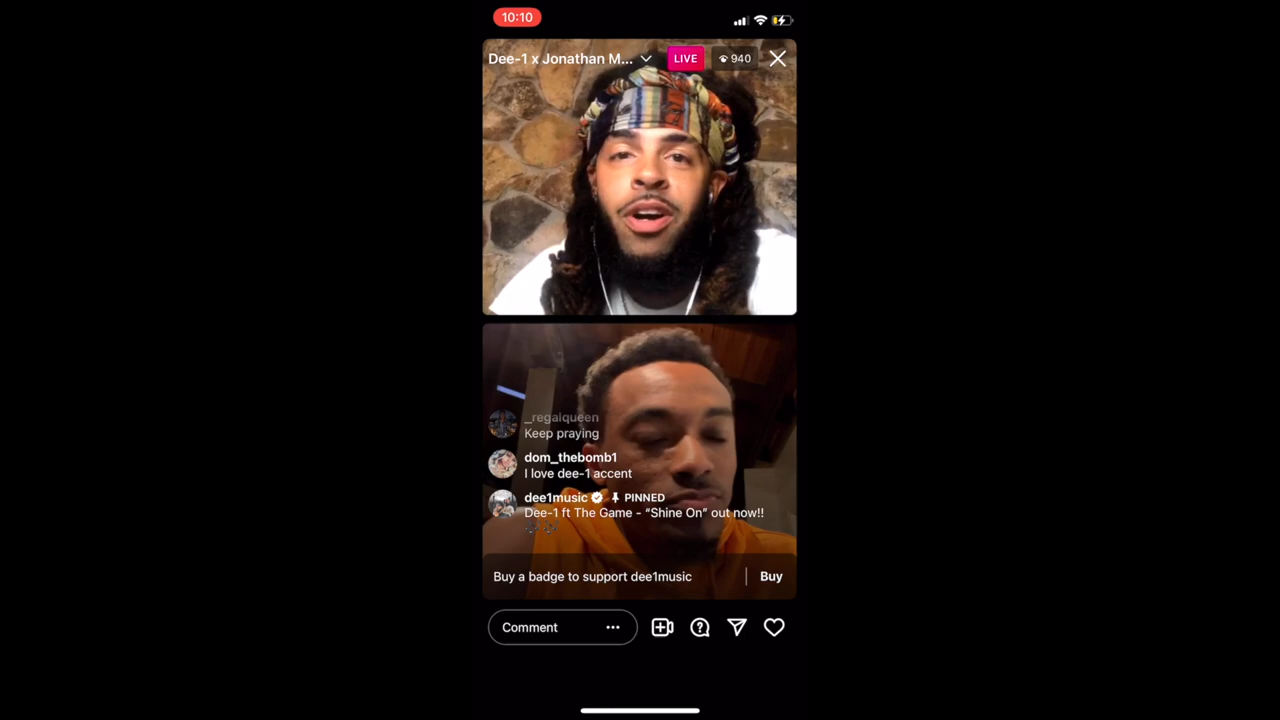 10:10
Dee-1 x Jonathan M...
LIVE
940
_regalqueen
Keep praying
dom_thebomb1
I love dee-1 accent
dee1music PINNED
Dee-1 ft The Game - “Shine On” out now!!
Buy a badge to support dee1music
Buy
Comment